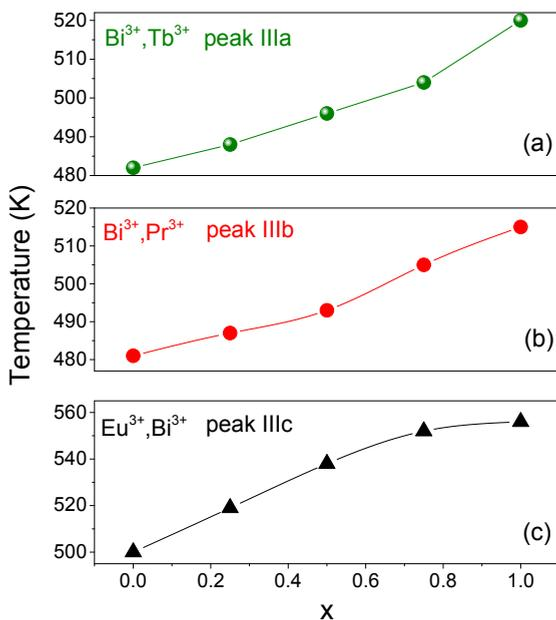 520
Bi³⁺,Tb³⁺ peak IIIa
510
500
490
(a)
480
520
Bi³⁺,Pr³⁺ peak IIIb
510
500
490
480
(b)
Temperature (K)
560
Eu³⁺,Bi³⁺ peak IIIc
540
520
(c)
500
0.0 0.2 0.4 0.6 0.8 1.0
x